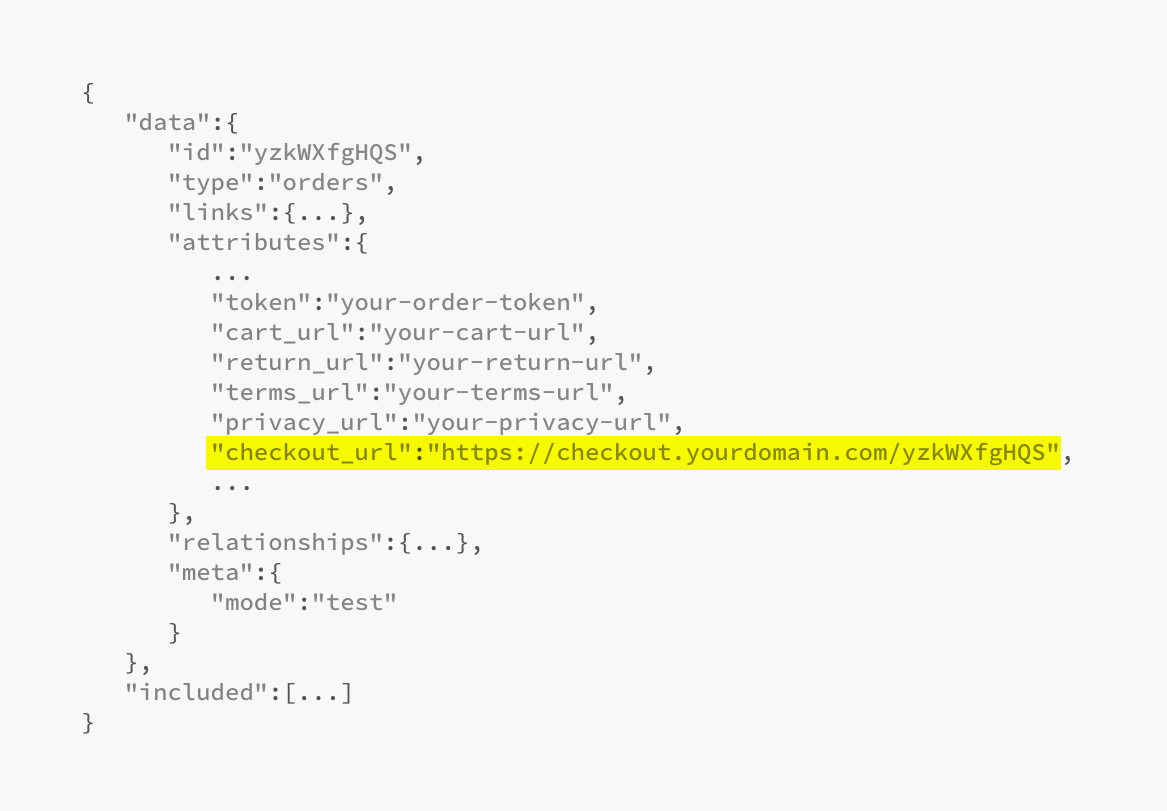 {
"data":{
"id":"yzkWXfgHQS",
"type":"orders",
"links":{...},
"attributes":{
...
"token":"your-order-token",
"cart_url":"your-cart-url",
"return_url":"your-return-url",
"terms_url":"your-terms-url",
"privacy_url":"your-privacy-url",
"checkout_url":"https://checkout.yourdomain.com/yzkWXfgHQS",
...
},
"relationships":{...},
"meta":{
"mode":"test"
}
},
"included":[...]
}